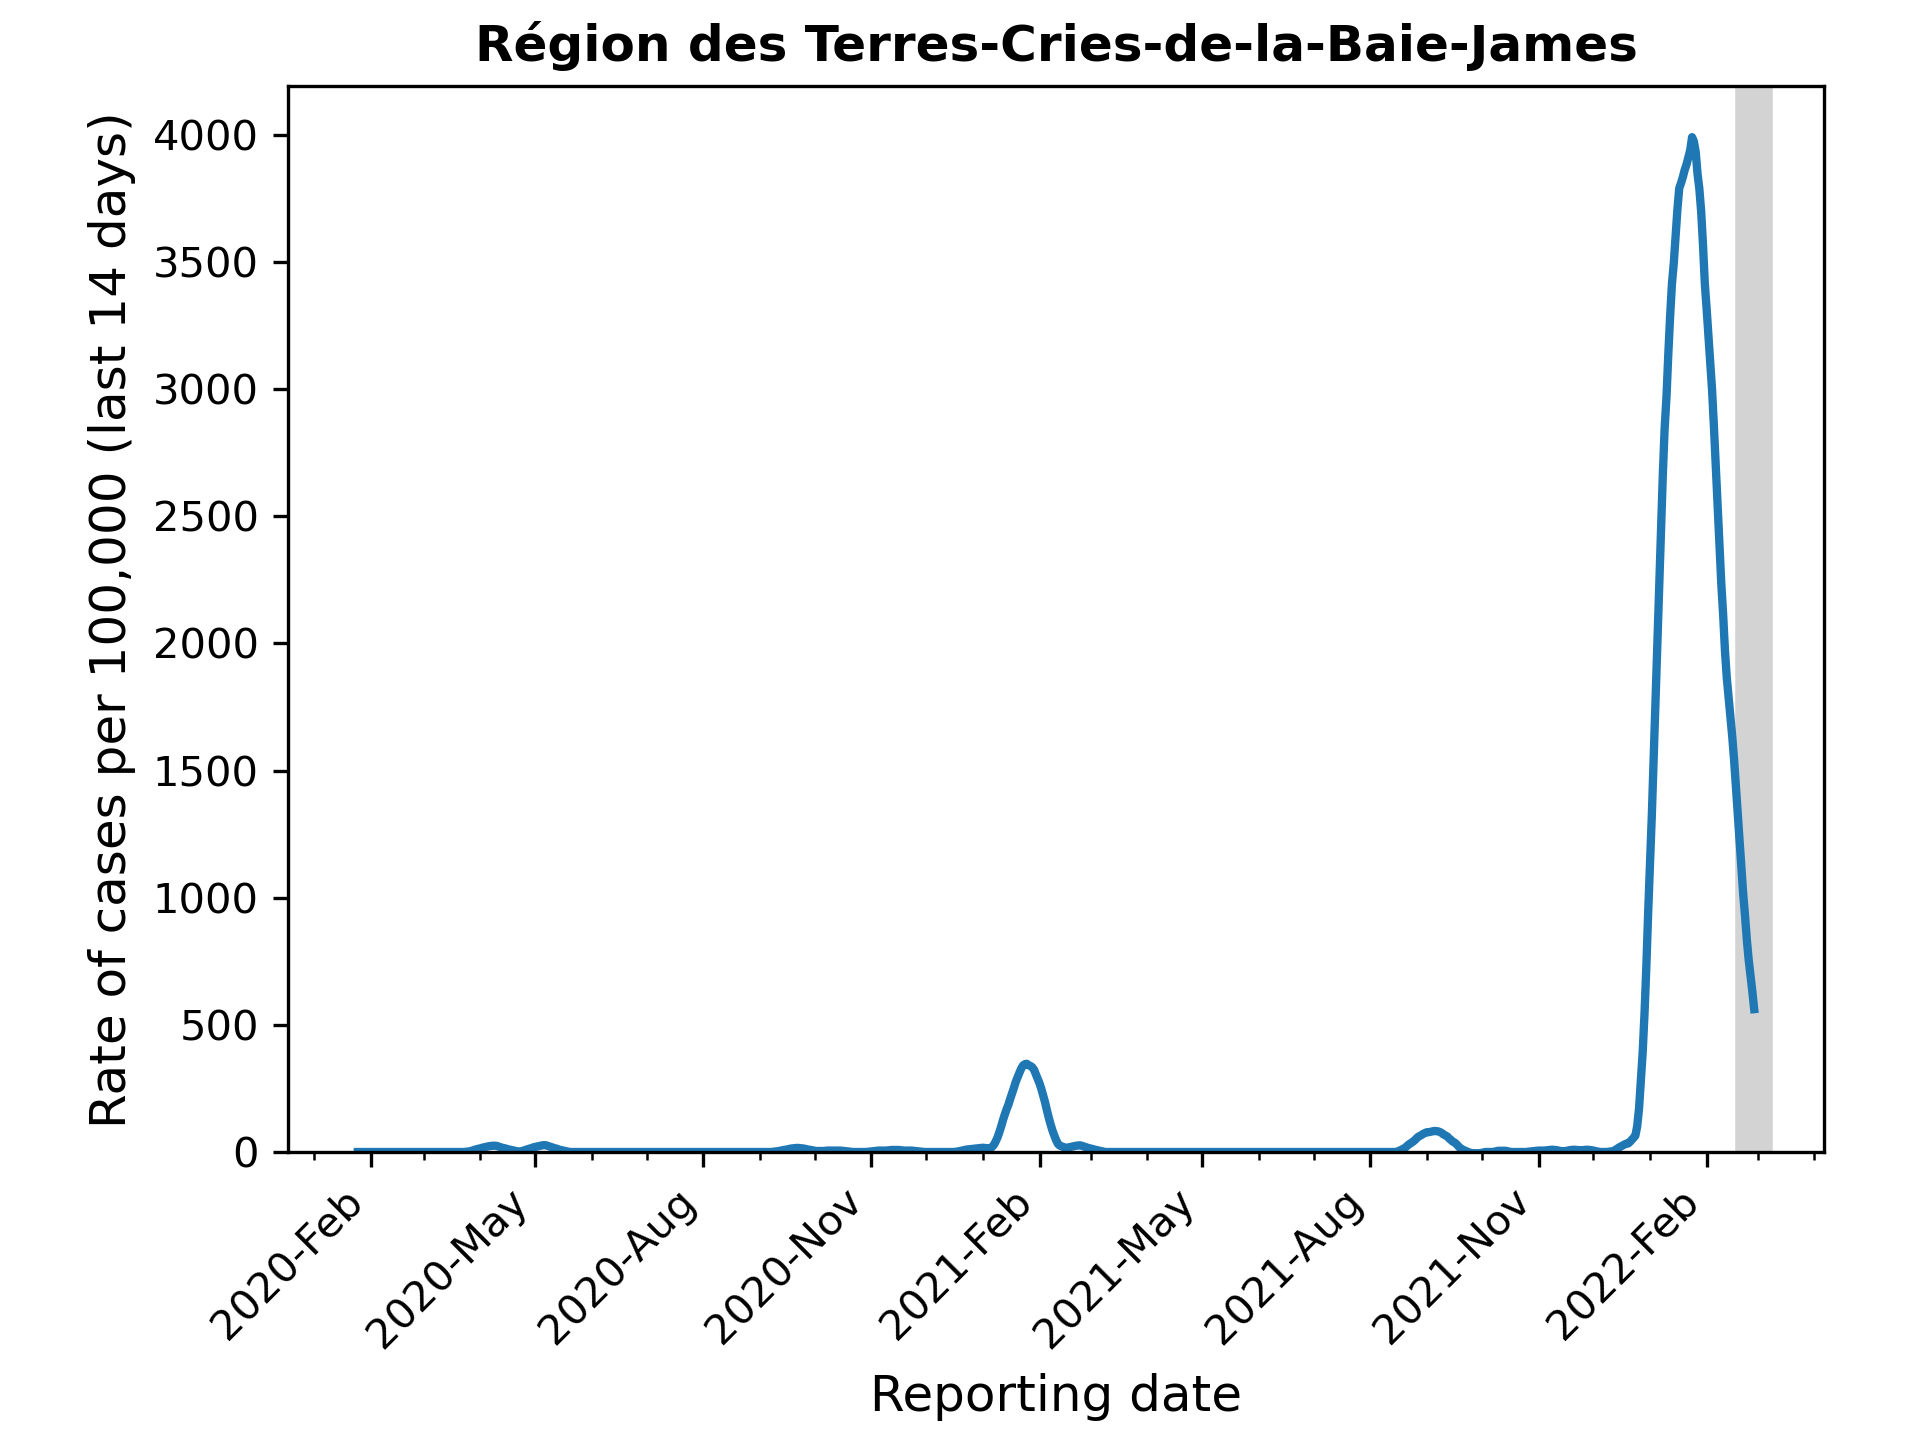 Région des Terres-Cries-de-la-Baie-James
Rate of cases per 100,000 (last 14 days)
4000
3500
3000
2500
2000
1500
1000
500
0
2020-Feb
2020-May
2020-Aug
2020-Nov
2021-Feb
2021-May
2021-Aug
2021-Nov
2022-Feb
Reporting date